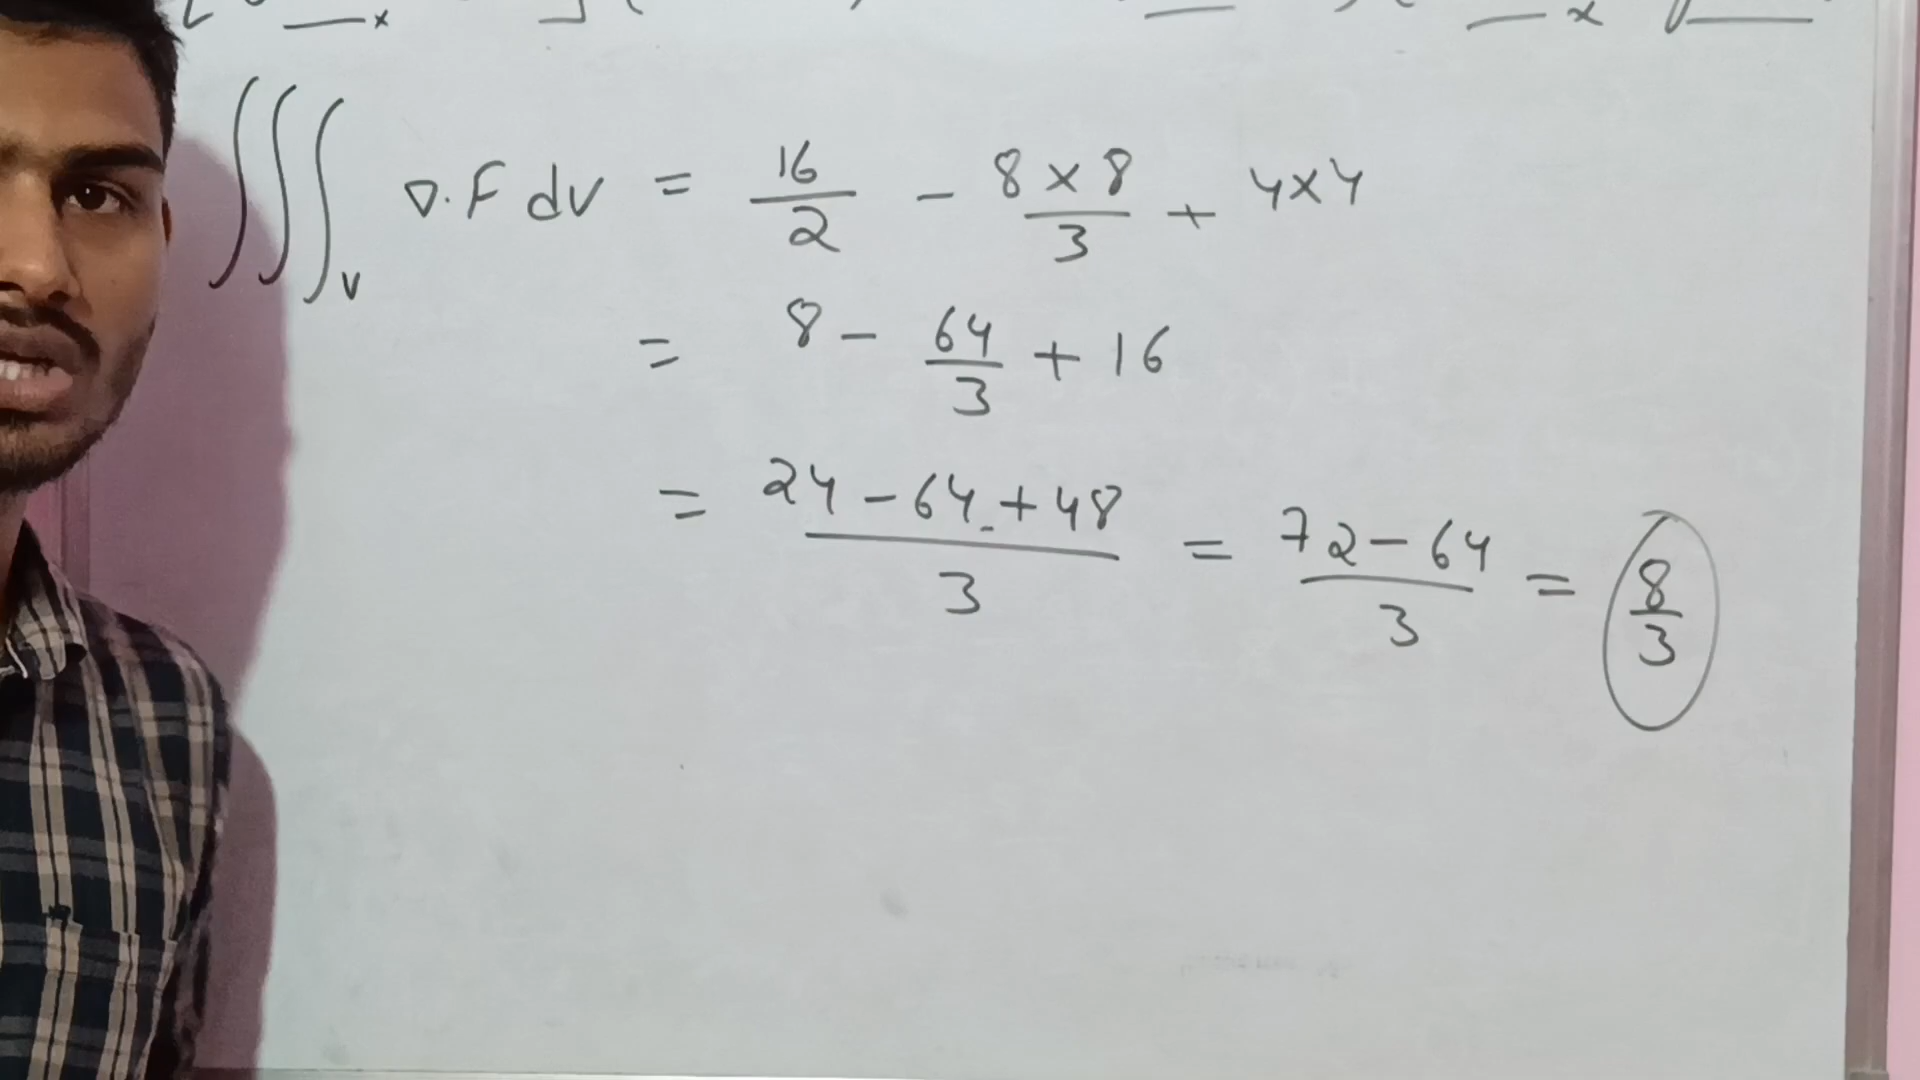 ∭_V ∇.F dv = 16/2 − 8×8/3 + 4×4
= 8 − 64/3 + 16
= 24 − 64 + 48/3 = 72 − 64/3 = 8/3